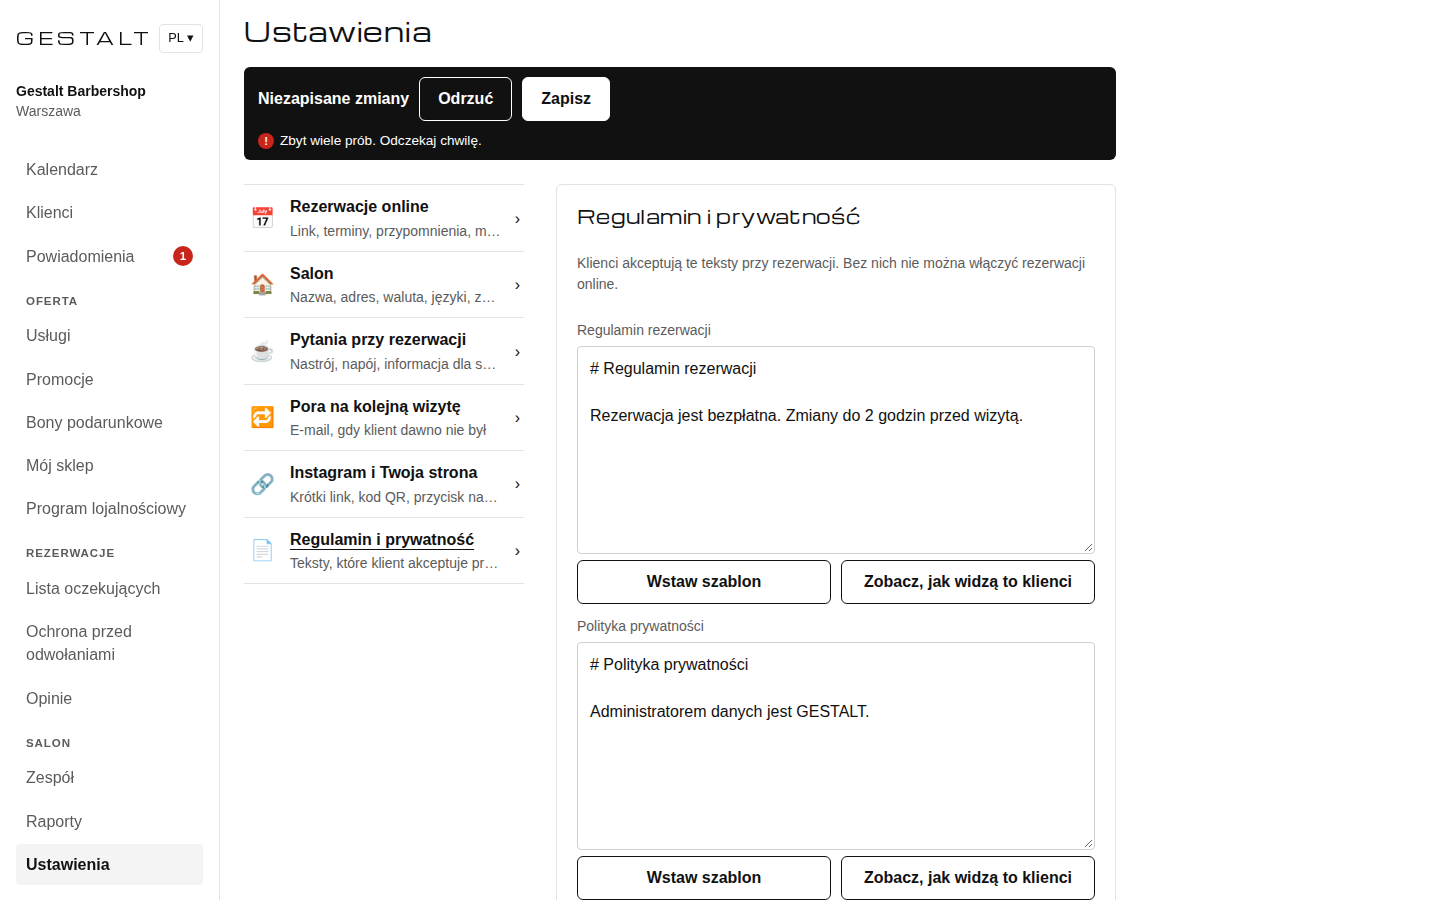 GESTALT
PL ▾
Gestalt Barbershop
Warszawa
Kalendarz
Klienci
Powiadomienia
1
OFERTA
Usługi
Promocje
Bony podarunkowe
Mój sklep
Program lojalnościowy
REZERWACJE
Lista oczekujących
Ochrona przed
odwołaniami
Opinie
SALON
Zespół
Raporty
Ustawienia
Ustawienia
Niezapisane zmiany
Odrzuć
Zapisz
! Zbyt wiele prób. Odczekaj chwilę.
Rezerwacje online
Link, terminy, przypomnienia, m…
Salon
Nazwa, adres, waluta, języki, z…
Pytania przy rezerwacji
Nastrój, napój, informacja dla s…
Pora na kolejną wizytę
E-mail, gdy klient dawno nie był
Instagram i Twoja strona
Krótki link, kod QR, przycisk na…
Regulamin i prywatność
Teksty, które klient akceptuje pr…
Regulamin i prywatność
Klienci akceptują te teksty przy rezerwacji. Bez nich nie można włączyć rezerwacji
online.
Regulamin rezerwacji
# Regulamin rezerwacji
Rezerwacja jest bezpłatna. Zmiany do 2 godzin przed wizytą.
Wstaw szablon
Zobacz, jak widzą to klienci
Polityka prywatności
# Polityka prywatności
Administratorem danych jest GESTALT.
Wstaw szablon
Zobacz, jak widzą to klienci